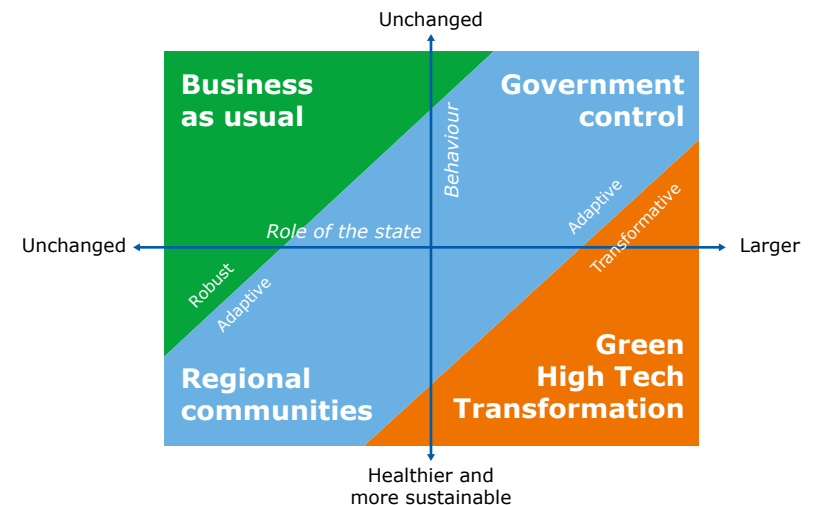 Unchanged
Business
as usual
Government
control
Behaviour
Adaptive
Transformative
Role of the state
Unchanged
Larger
Robust
Adaptive
Green
High Tech
Transformation
Regional
communities
Healthier and
more sustainable